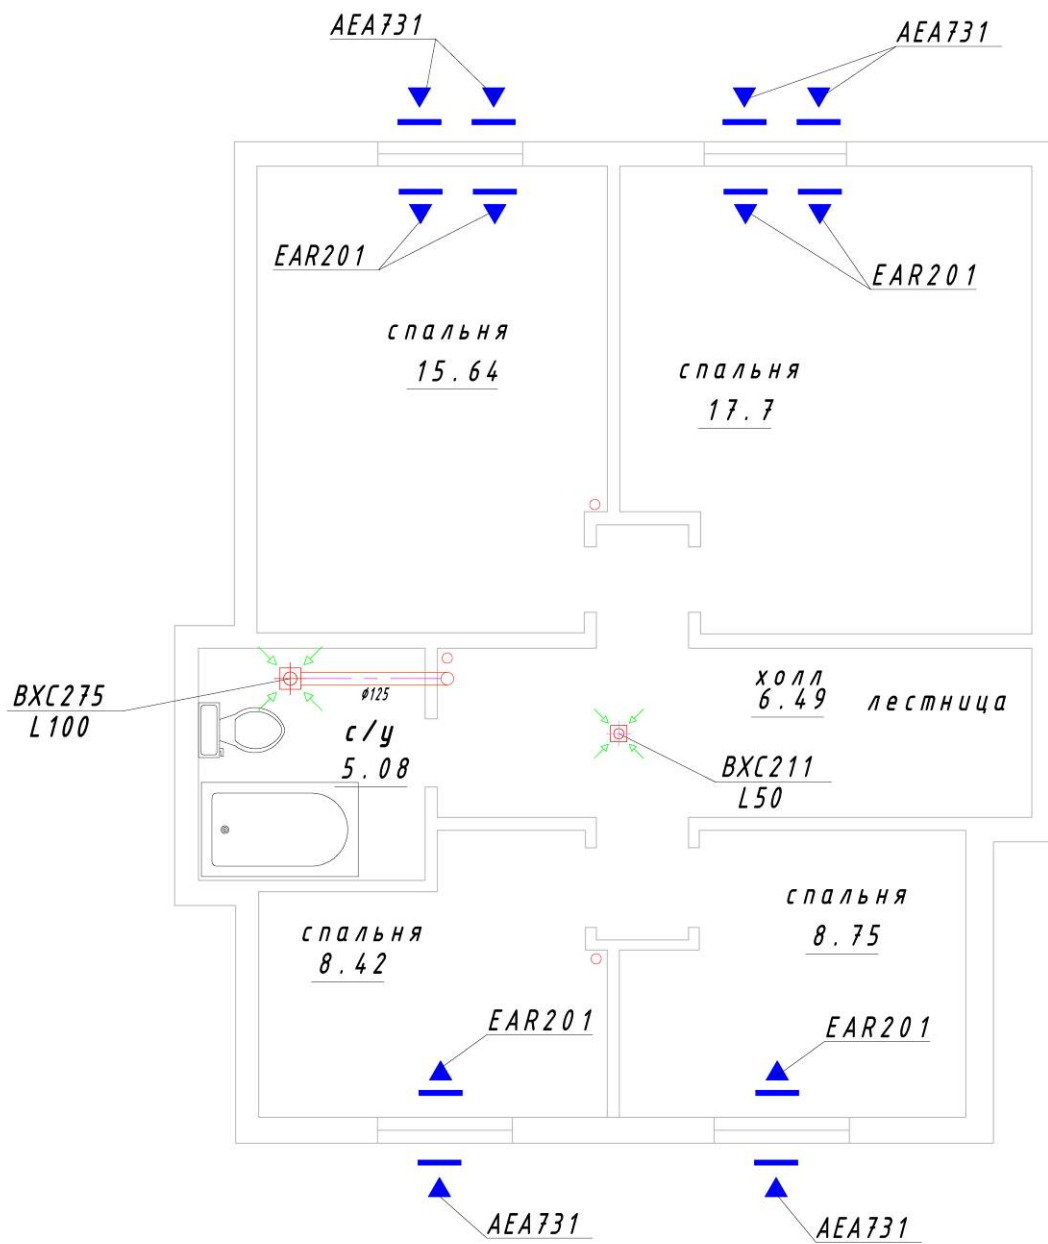 AEA731
AEA731
EAR201
EAR201
спальня
15.64
спальня
17.7
BXC275
L100
ø125
с/у
5.08
холл
6.49
лестница
BXC211
L50
спальня
8.42
спальня
8.75
EAR201
EAR201
AEA731
AEA731